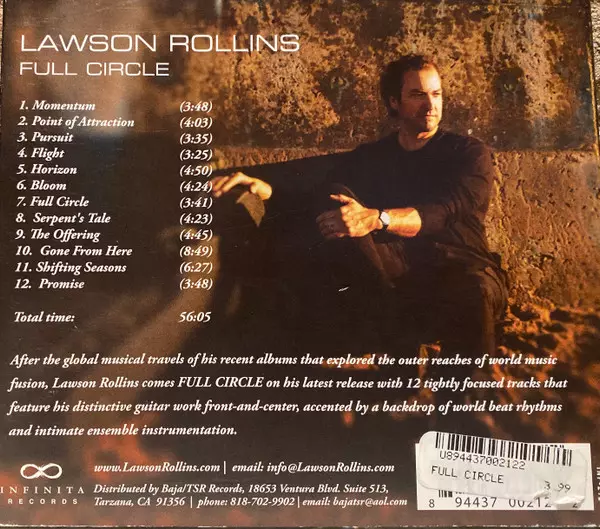 LAWSON ROLLINS
FULL CIRCLE
1. Momentum (3:48)
2. Point of Attraction (4:03)
3. Pursuit (3:35)
4. Flight (3:25)
5. Horizon (4:50)
6. Bloom (4:24)
7. Full Circle (3:41)
8. Serpent's Tale (4:23)
9. The Offering (4:45)
10. Gone From Here (8:49)
11. Shifting Seasons (6:27)
12. Promise (3:48)
Total time: 56:05
After the global musical travels of his recent albums that explored the outer reaches of world music
fusion, Lawson Rollins comes FULL CIRCLE on his latest release with 12 tightly focused tracks that
feature his distinctive guitar work front-and-center, accented by a backdrop of world beat rhythms
and intimate ensemble instrumentation.
INFINITA
RECORDS
www.LawsonRollins.com | email: info@LawsonRollins.com
Distributed by Baja/TSR Records, 18653 Ventura Blvd. Suite 513,
Tarzana, CA 91356 | phone: 818-702-9902 | email: bajatsr@aol.com
U894437002122
FULL CIRCLE
3.99
8 94437 00212 2